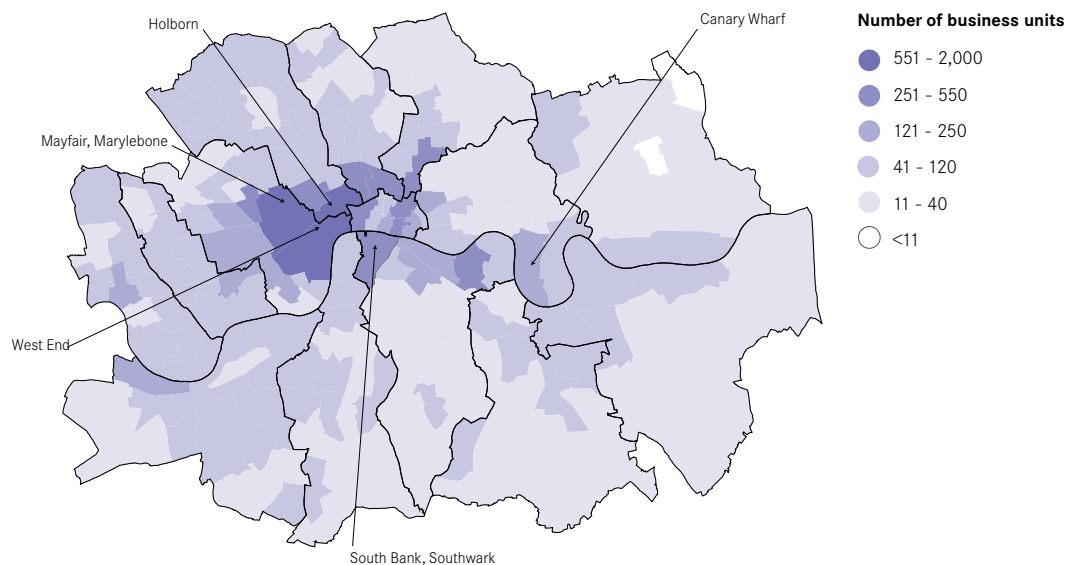 Holborn
Canary Wharf
Number of business units
551 - 2,000
251 - 550
Mayfair, Marylebone
121 - 250
41 - 120
11 - 40
<11
West End
South Bank, Southwark